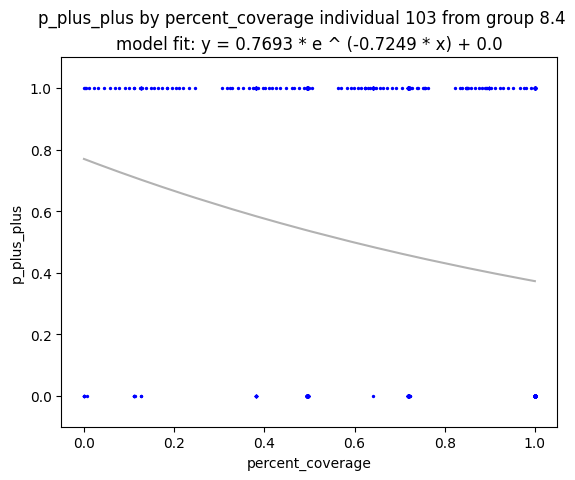 p_plus_plus by percent_coverage individual 103 from group 8.4
model fit: y = 0.7693 * e ^ (-0.7249 * x) + 0.0
1.0
0.8
0.6
0.4
0.2
0.0
p_plus_plus
0.0 0.2 0.4 0.6 0.8 1.0
percent_coverage